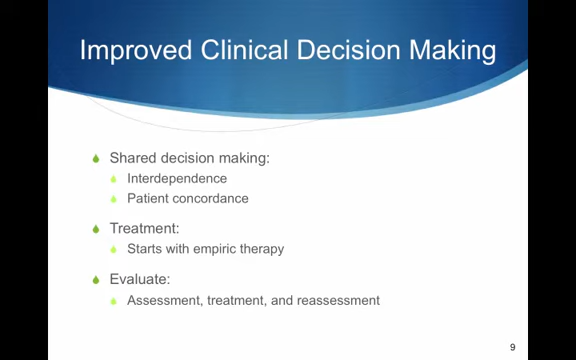 Improved Clinical Decision Making
Shared decision making:
Interdependence
Patient concordance
Treatment:
Starts with empiric therapy
Evaluate:
Assessment, treatment, and reassessment
9